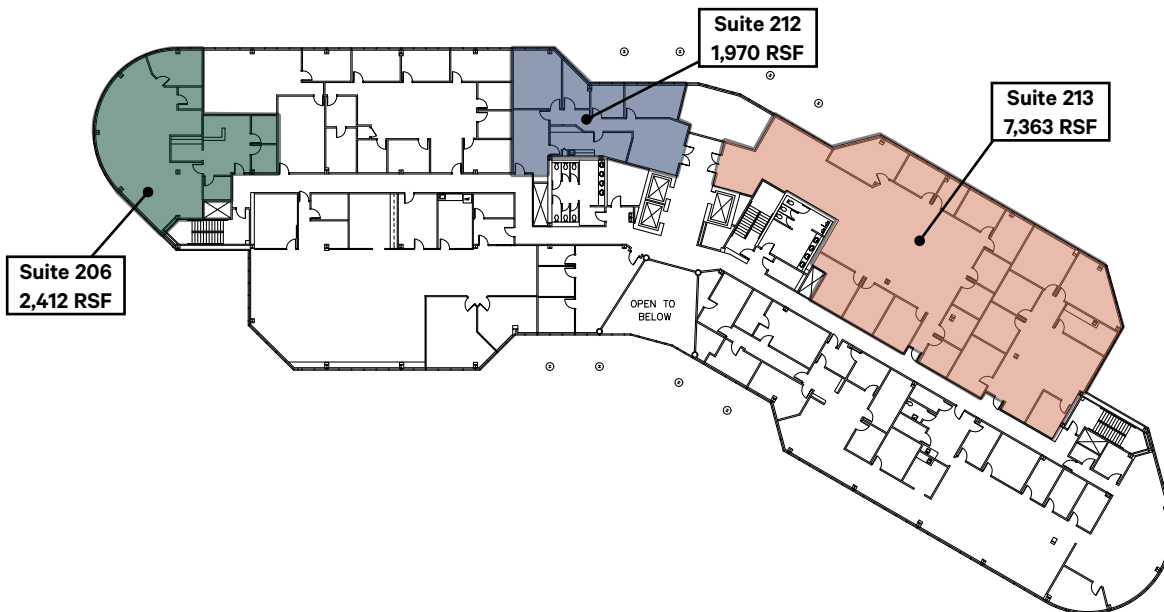 Suite 212
1,970 RSF
Suite 213
7,363 RSF
Suite 206
2,412 RSF
OPEN TO
BELOW